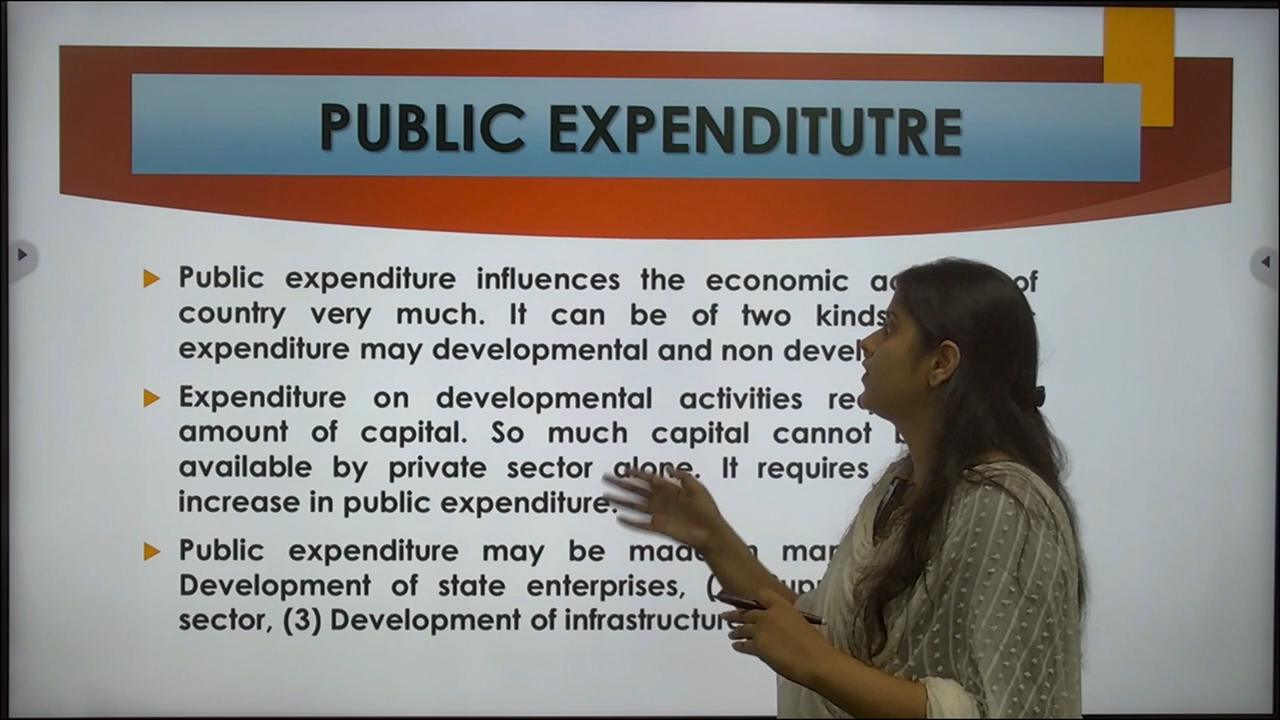 PUBLIC EXPENDITUTRE
Public expenditure influences the economic of
country very much. It can be of two kinds
expenditure may developmental and non
Expenditure on developmental activities
amount of capital. So much capital cannot
available by private sector alone. It requires
increase in public expenditure.
Public expenditure may be made
Development of state enterprises,
sector, (3) Development of infrastructure